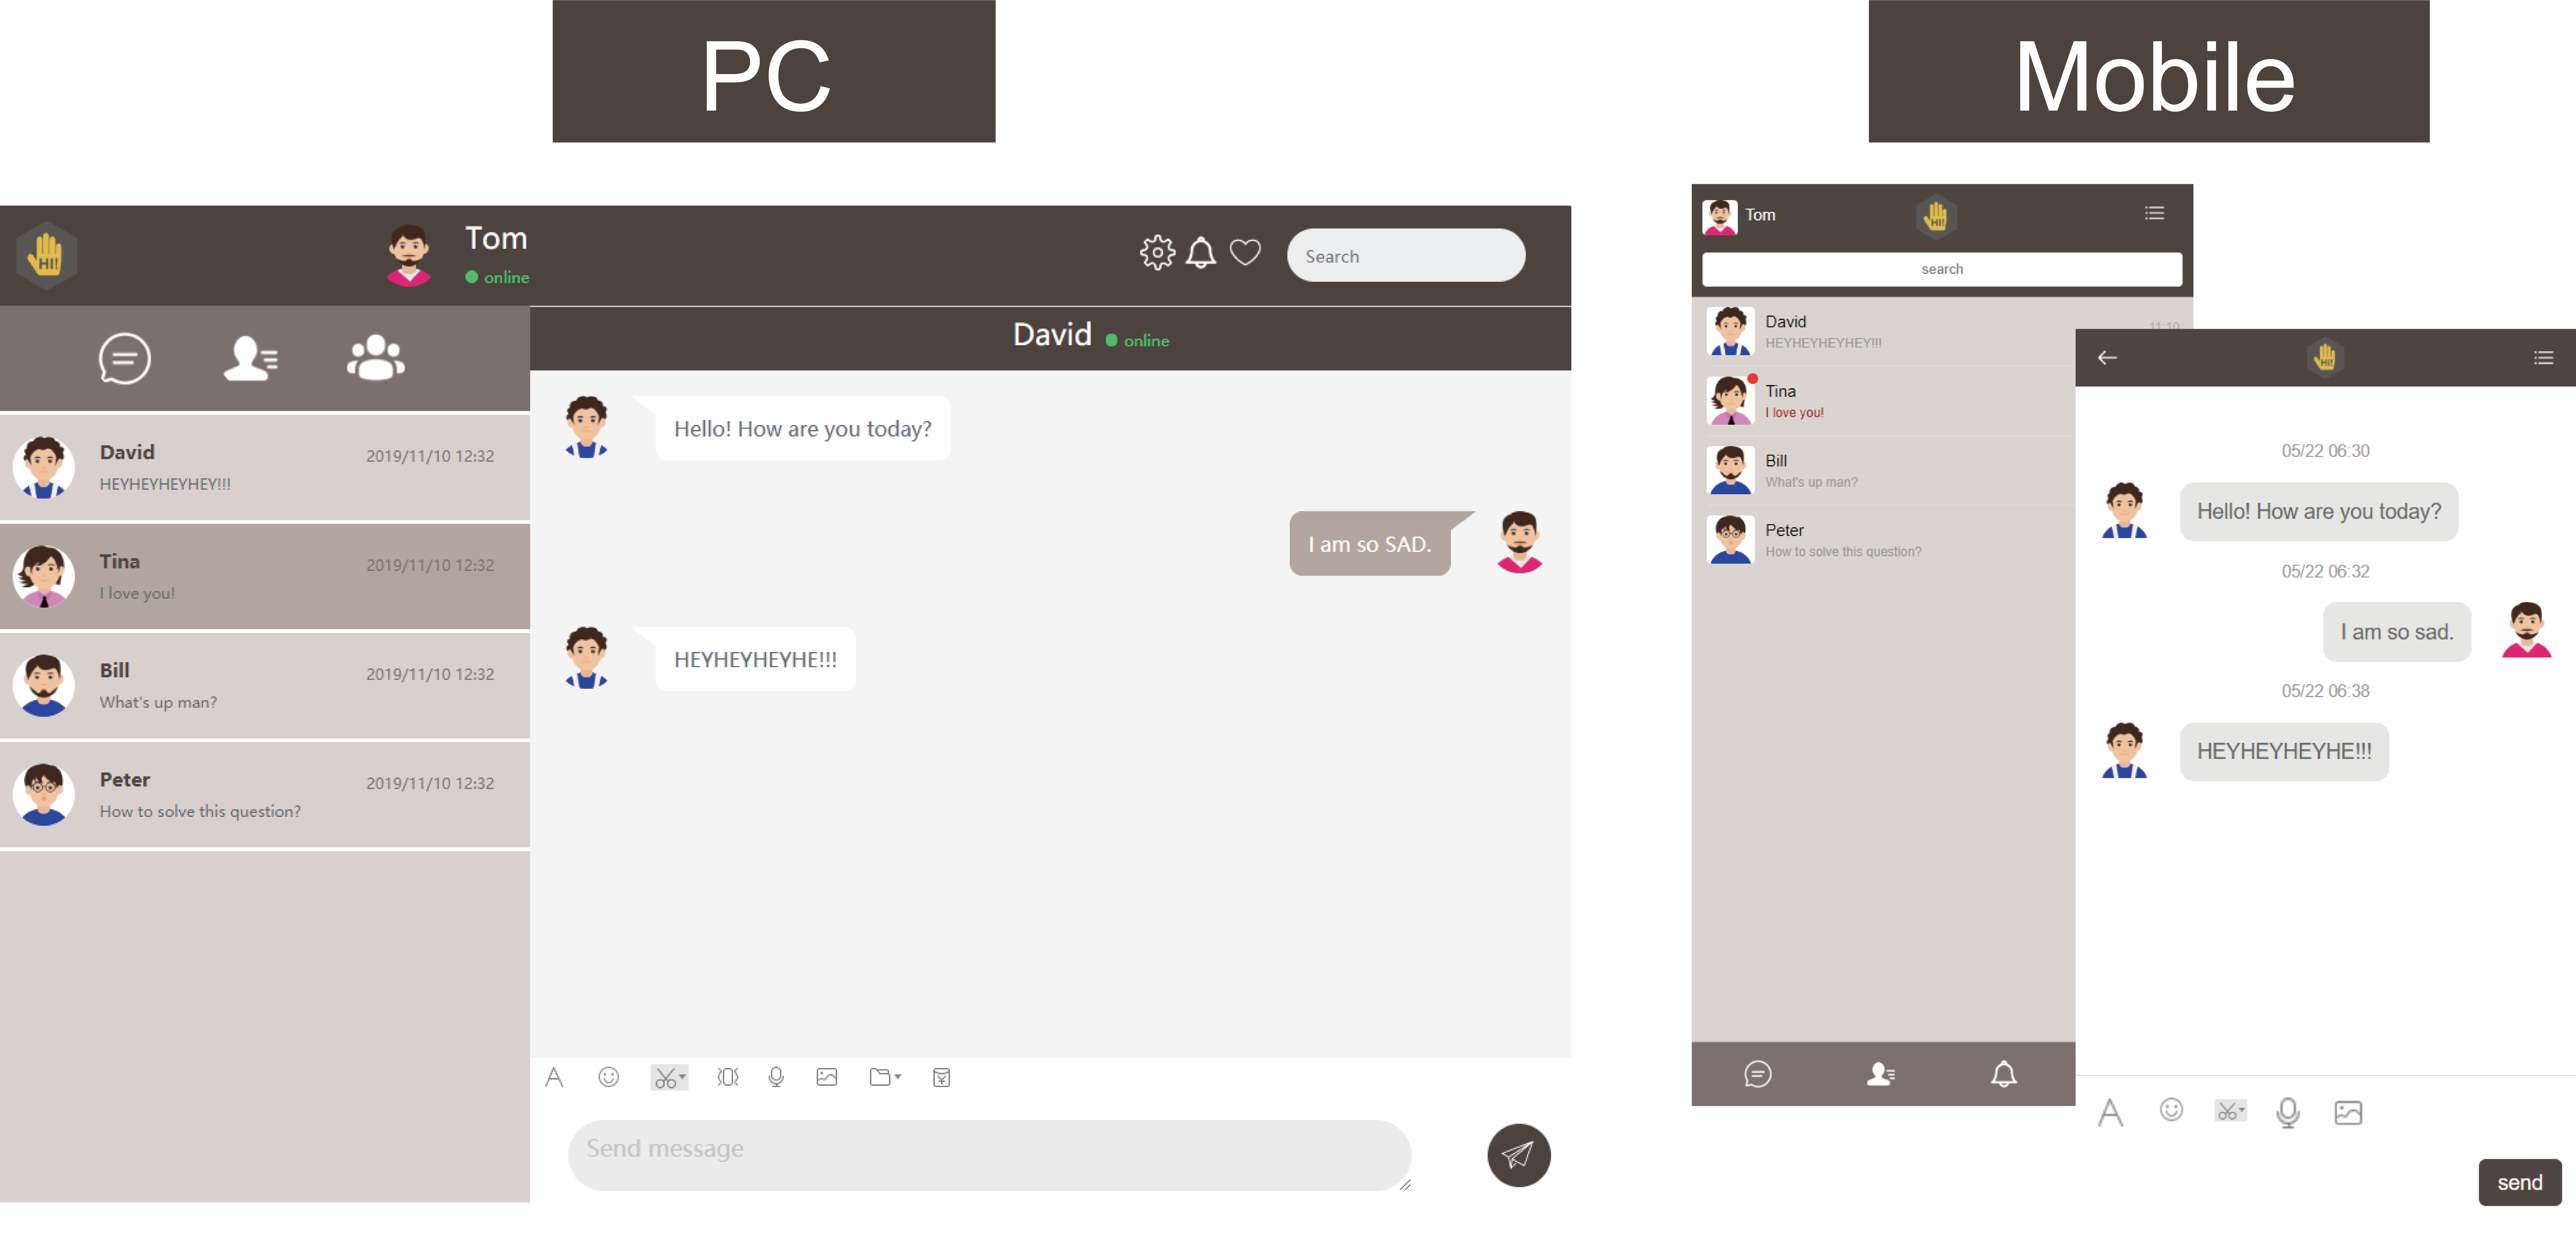 PC
Mobile
HI!
Tom
online
Search
David
online
David
2019/11/10 12:32
HEYHEYHEYHEY!!!
Tina
2019/11/10 12:32
I love you!
Bill
2019/11/10 12:32
What's up man?
Peter
2019/11/10 12:32
How to solve this question?
Hello! How are you today?
I am so SAD.
HEYHEYHEYHE!!!
Send message
Tom
HI!
search
David
11:10
HEYHEYHEYHEY!!!
Tina
I love you!
Bill
What's up man?
Peter
How to solve this question?
HI!
05/22 06:30
Hello! How are you today?
05/22 06:32
I am so sad.
05/22 06:38
HEYHEYHEYHE!!!
send